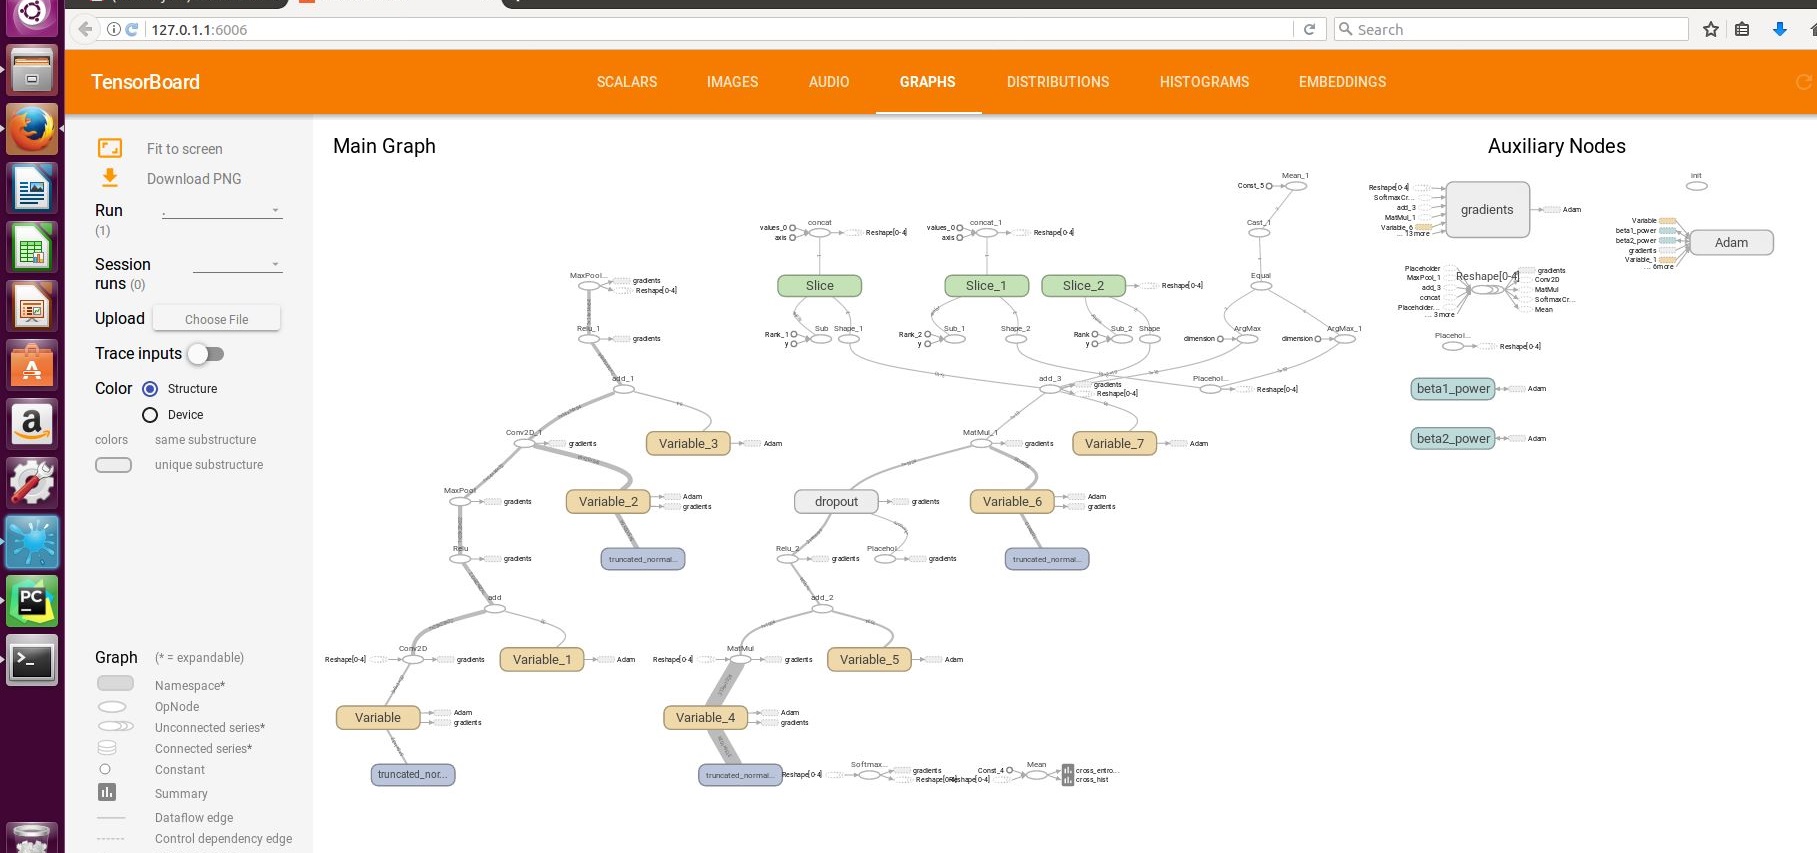 127.0.1.1:6006
Search
TensorBoard
SCALARS
IMAGES
AUDIO
GRAPHS
DISTRIBUTIONS
HISTOGRAMS
EMBEDDINGS
Fit to screen
Download PNG
Run
(1)
.
Session
runs (0)
Upload
Choose File
Trace inputs
Color
Structure
Device
colors
same substructure
unique substructure
Graph
(* = expandable)
Namespace*
OpNode
Unconnected series*
Connected series*
Constant
Summary
Dataflow edge
Control dependency edge
Main Graph
Mean_1
Const_5
Cast_1
concat
values_0
axis
Reshape[0-4]
concat_1
values_0
axis
Reshape[0-4]
MaxPool...
gradients
Reshape[0-4]
Slice
Slice_1
Slice_2
Reshape[0-4]
Equal
Relu_1
gradients
Rank_1
y
Sub
Shape_1
Rank_2
y
Sub_1
Shape_2
Rank
y
Sub_2
Shape
dimension
ArgMax
dimension
ArgMax_1
add_1
add_3
gradients
Reshape[0-4]
Placehol...
Reshape[0-4]
Conv2D_1
gradients
Variable_3
Adam
MatMul_1
gradients
Variable_7
Adam
MaxPool
gradients
Variable_2
Adam
gradients
dropout
gradients
Variable_6
Adam
gradients
Relu
gradients
truncated_normal...
Relu_2
gradients
Placehol...
gradients
truncated_normal...
add
add_2
Conv2D
Reshape[0-4]
gradients
Variable_1
Adam
MatMul
Reshape[0-4]
gradients
Variable_5
Adam
Variable
Adam
gradients
Variable_4
Adam
gradients
truncated_nor...
truncated_normal...
Reshape[0-4]
Softmax...
gradients
Const_4
Reshape[0-4]
Mean
cross_entro...
cross_hist
Auxiliary Nodes
Reshape[0-4]
SoftmaxCr...
add_3
MatMul_1
Variable_6
... 13 more
gradients
Adam
init
Variable
beta1_power
beta2_power
gradients
Variable_1
... 6 more
Adam
Placeholder
MaxPool_1
add_3
concat
Placeholder...
... 3 more
Reshape[0-4]
gradients
Conv2D
MatMul
SoftmaxCr...
Mean
Placehol...
Reshape[0-4]
beta1_power
Adam
beta2_power
Adam
PC